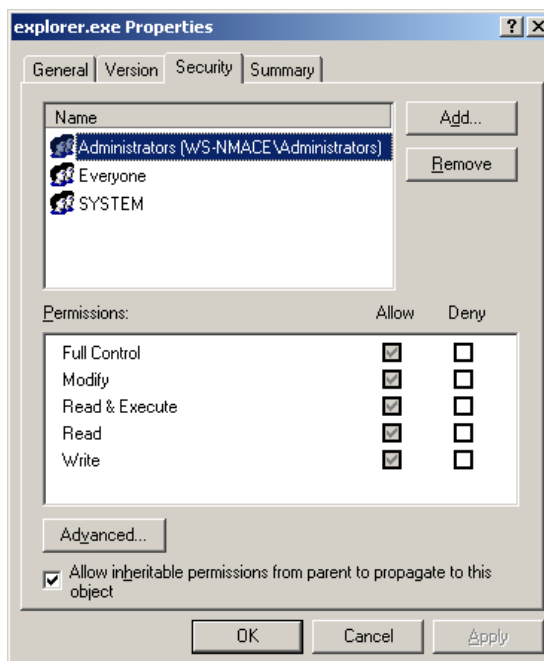 explorer.exe Properties
General Version Security Summary
Name
Administrators (WS-NMACE\Administrators)
Everyone
SYSTEM
Add...
Remove
Permissions: Allow Deny
Full Control
Modify
Read & Execute
Read
Write
Advanced...
Allow inheritable permissions from parent to propagate to this
object
OK Cancel Apply